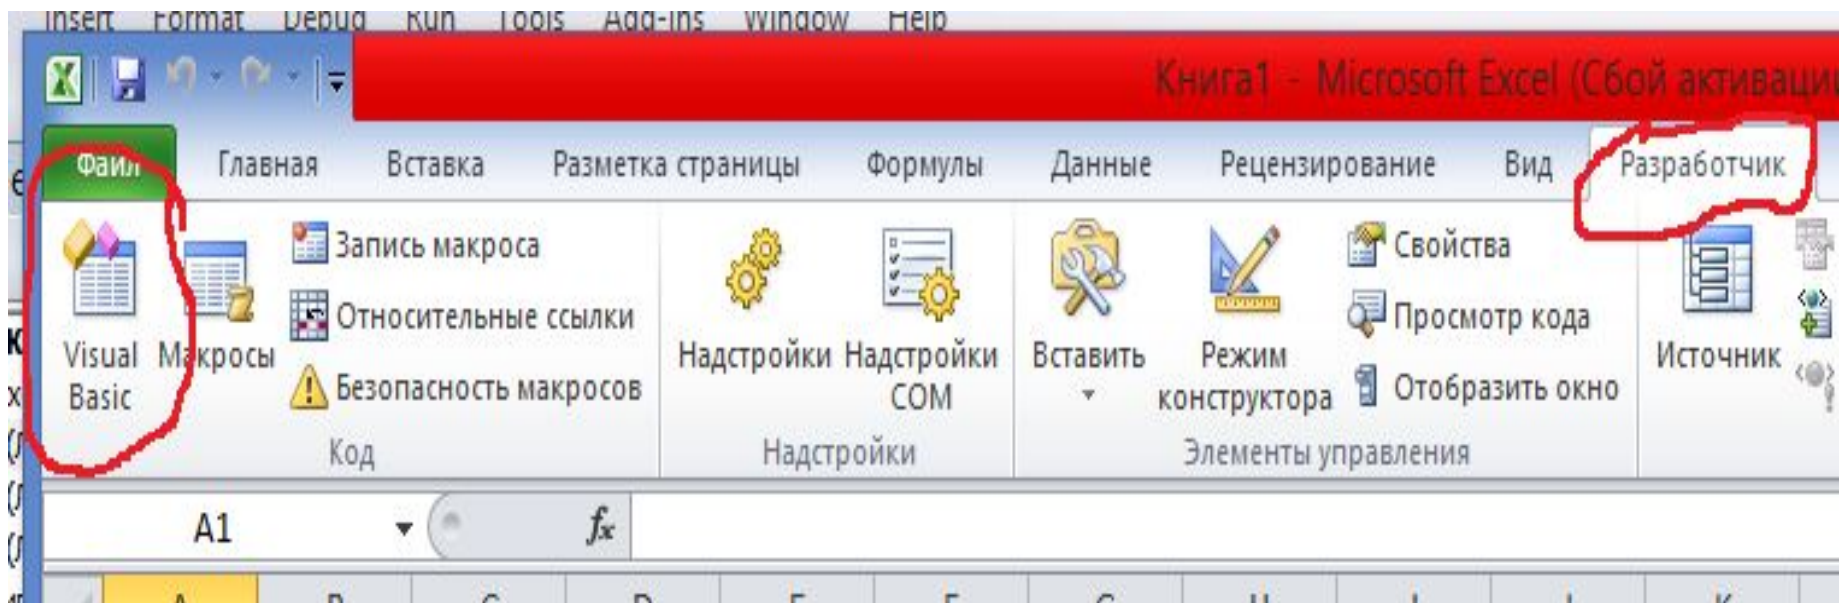 Insert Format Debug Run Tools Add-Ins Window Help
Книга1 - Microsoft Excel (Сбой активации
Файл Главная Вставка Разметка страницы Формулы Данные Рецензирование Вид Разработчик
Visual Basic
Макросы
Запись макроса
Относительные ссылки
Безопасность макросов
Код
Надстройки
Надстройки COM
Надстройки
Вставить
Режим конструктора
Свойства
Просмотр кода
Отобразить окно
Элементы управления
Источник
A1 fx
A B C D E F G H I J K